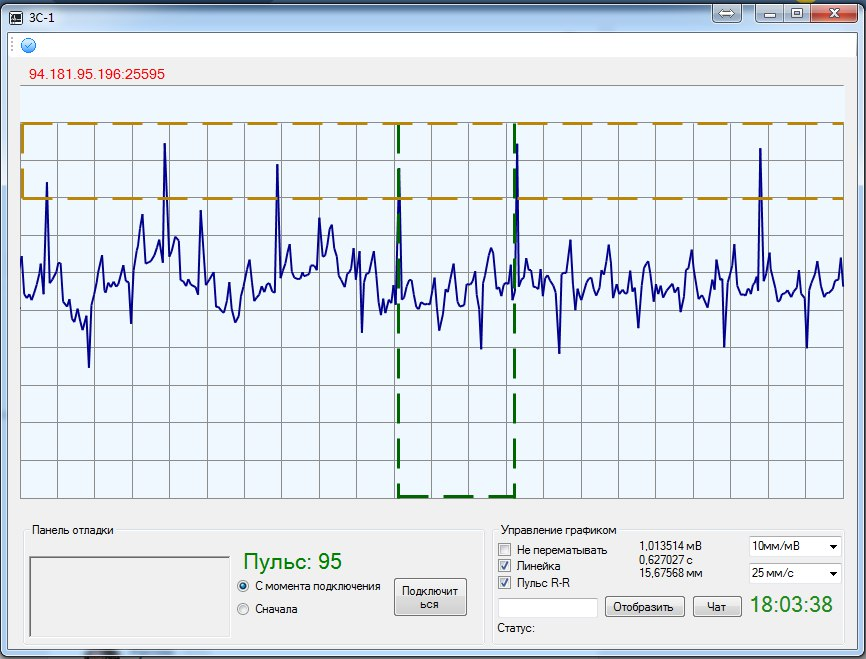 ЗС-1
94.181.95.196:25595
Панель отладки
Пульс: 95
С момента подключения
Сначала
Подключит
ься
Управление графиком
Не перематывать
Линейка
Пульс R-R
1,013514 мВ
0,627027 с
15,67568 мм
10мм/мВ
25 мм/с
Отобразить
Чат
18:03:38
Статус: